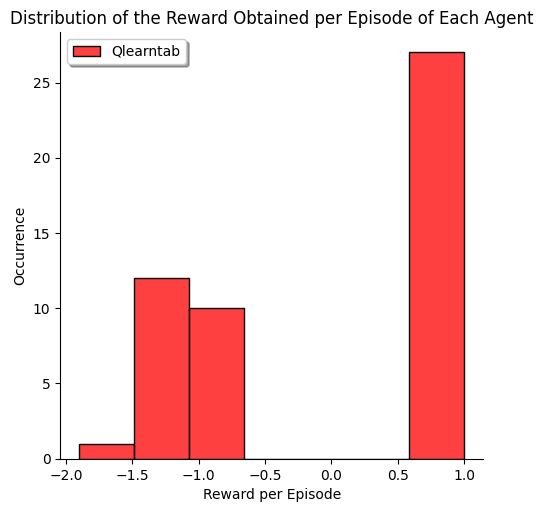 Distribution of the Reward Obtained per Episode of Each Agent
Qlearntab
25
20
15
10
5
0
Occurrence
−2.0 −1.5 −1.0 −0.5 0.0 0.5 1.0
Reward per Episode